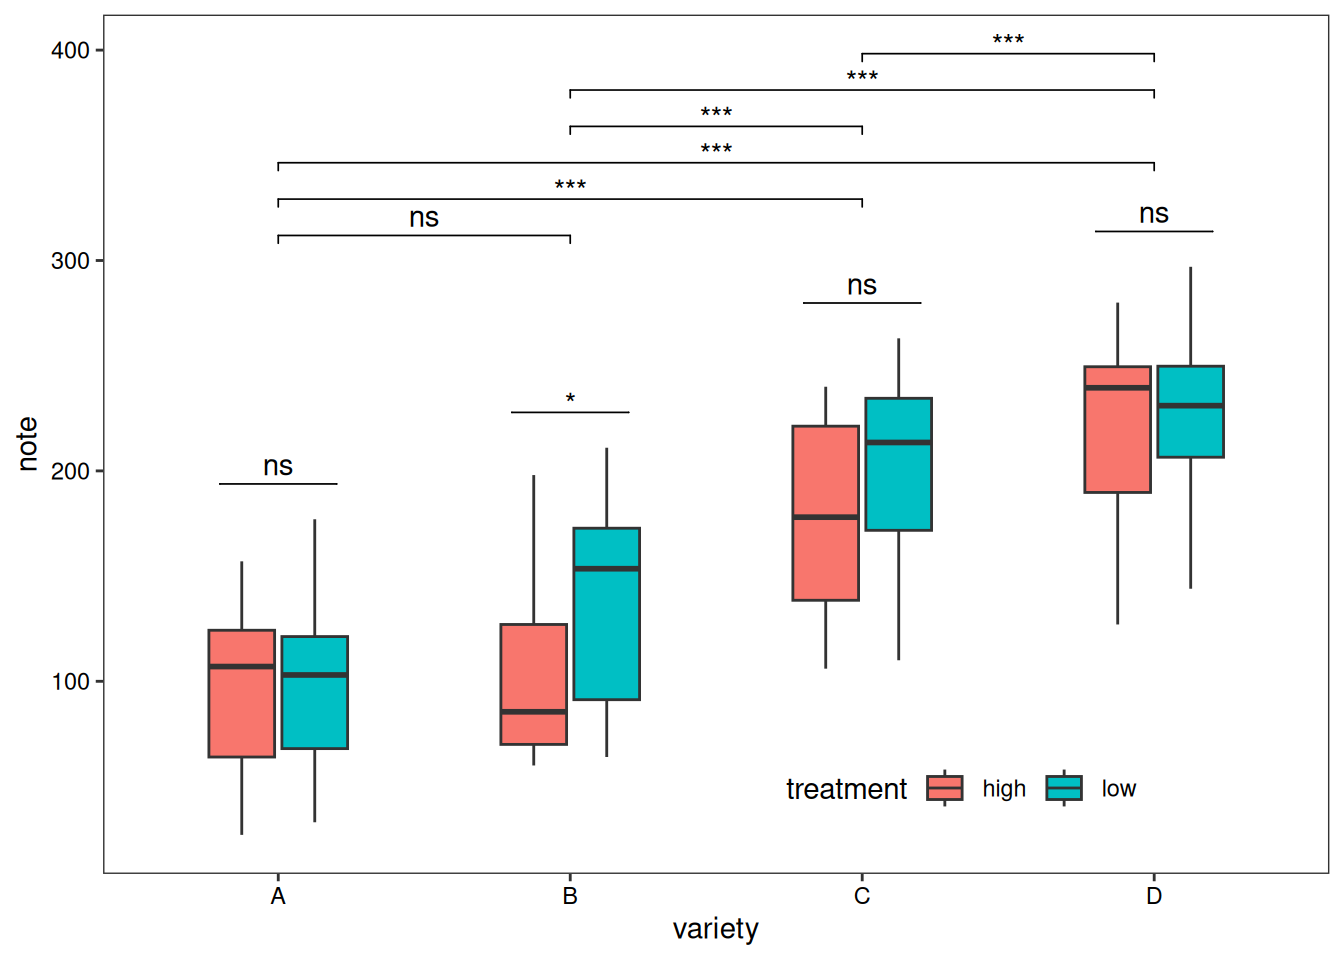 400
***
***
***
***
***
ns
ns
300
ns
*
note
200
ns
100
treatment high low
A B C D
variety